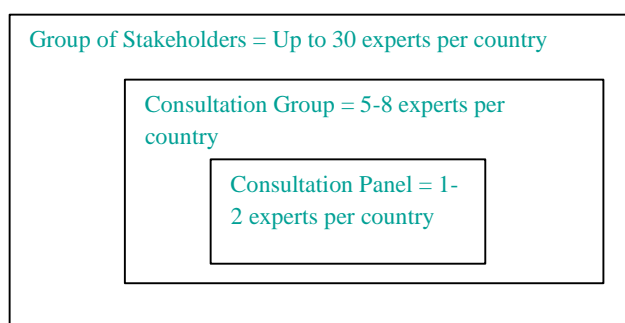 Group of Stakeholders = Up to 30 experts per country
Consultation Group = 5-8 experts per
country
Consultation Panel = 1-
2 experts per country